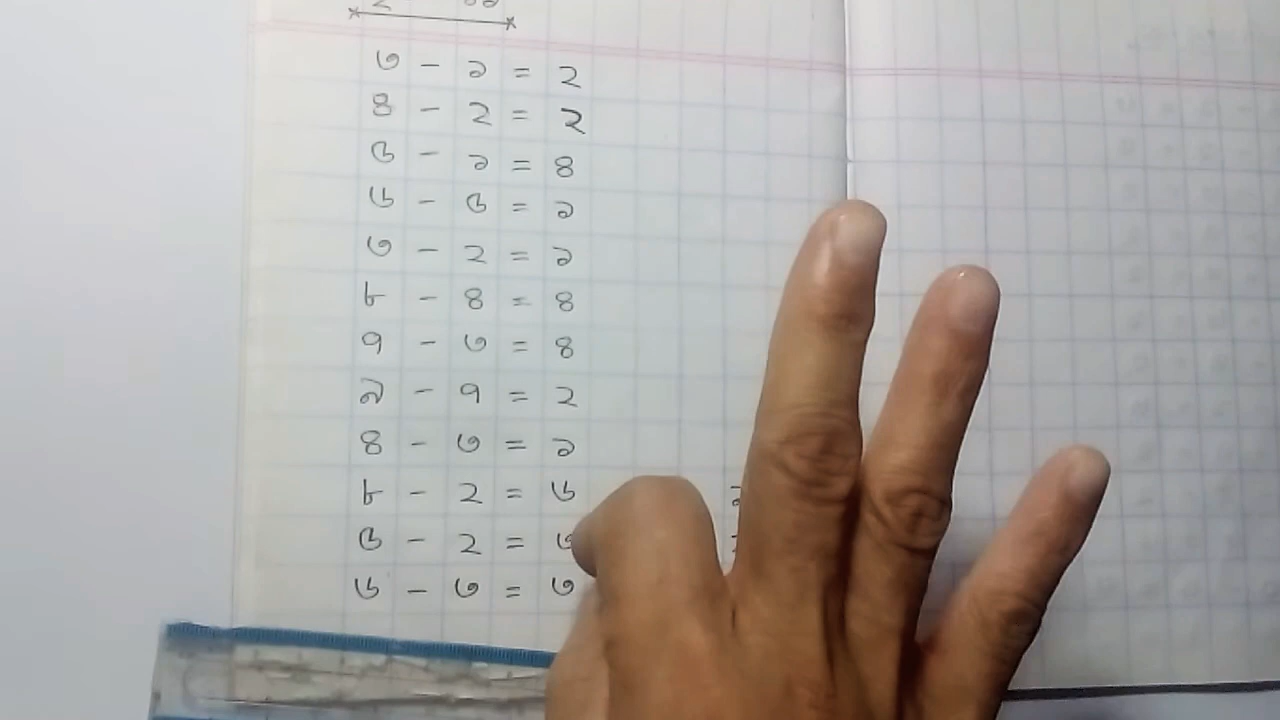 ৩ - ১ = ২
৪ - ২ = ২
৫ - ১ = ৪
৬ - ৫ = ১
৩ - ২ = ১
৮ - ৪ = ৪
৭ - ৩ = ৪
৯ - ৭ = ২
৪ - ৩ = ১
৮ - ২ = ৬
৫ - ২ = ৩
৬ - ৩ = ৩